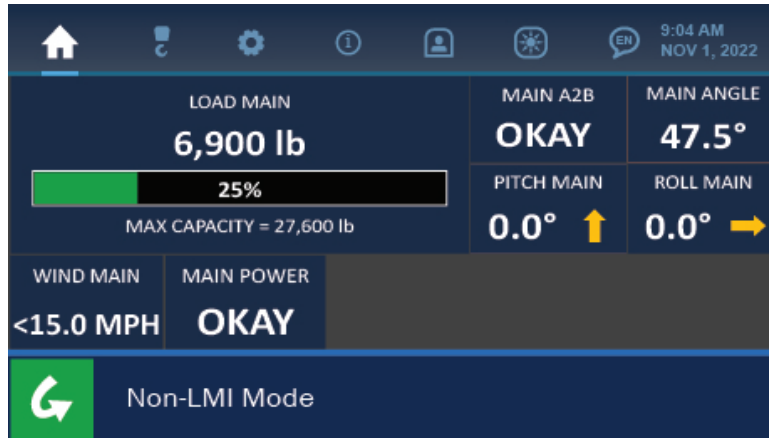 EN
9:04 AM
NOV 1, 2022
LOAD MAIN
6,900 lb
25%
MAX CAPACITY = 27,600 lb
MAIN A2B
OKAY
MAIN ANGLE
47.5°
PITCH MAIN
0.0°
ROLL MAIN
0.0°
WIND MAIN
<15.0 MPH
MAIN POWER
OKAY
Non-LMI Mode